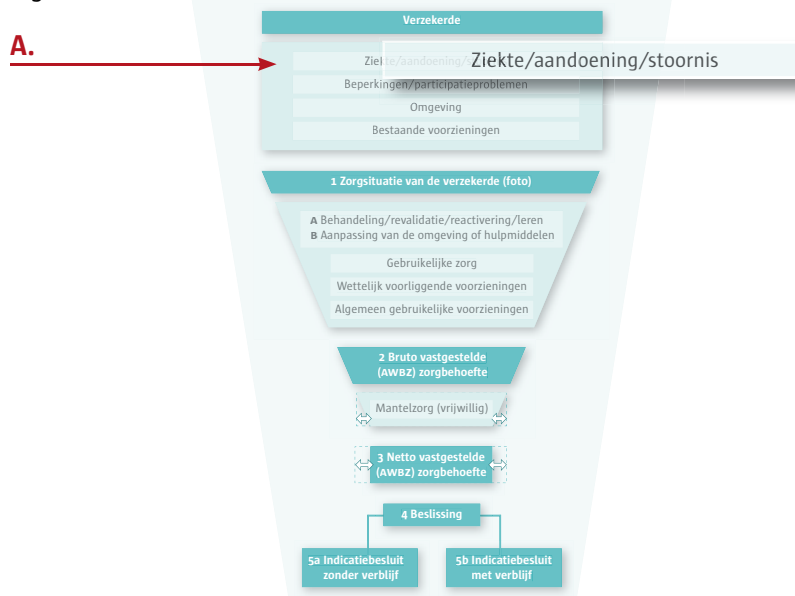 Verzekerde
A.
Ziekte/aandoening/stoornis
Beperkingen/participatieproblemen
Omgeving
Bestaande voorzieningen
1 Zorgsituatie van de verzekerde (foto)
A Behandeling/revalidatie/reactivering/leren
B Aanpassing van de omgeving of hulpmiddelen
Gebruikelijke zorg
Wettelijk voorliggende voorzieningen
Algemeen gebruikelijke voorzieningen
2 Bruto vastgestelde
(AWBZ) zorgbehoefte
Mantelzorg (vrijwillig)
3 Netto vastgestelde
(AWBZ) zorgbehoefte
4 Beslissing
5a Indicatiebesluit
zonder verblijf
5b Indicatiebesluit
met verblijf